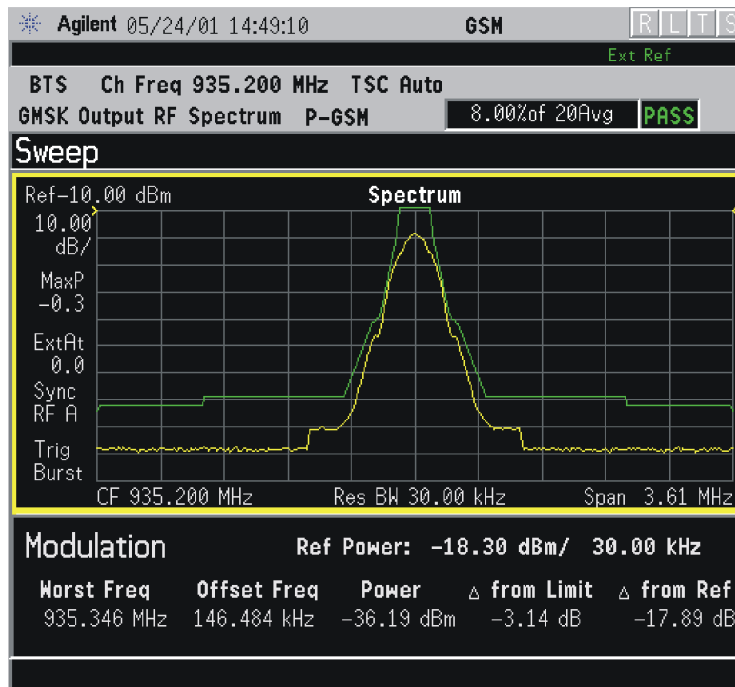 Agilent 05/24/01 14:49:10 GSM R L T S
Ext Ref
BTS Ch Freq 935.200 MHz TSC Auto
GMSK Output RF Spectrum P-GSM 8.00%of 20Avg PASS
Sweep
Ref-10.00 dBm Spectrum
10.00
dB/
MaxP
-0.3
ExtAt
0.0
Sync
RF A
Trig
Burst
CF 935.200 MHz Res BW 30.00 kHz Span 3.61 MHz
Modulation Ref Power: -18.30 dBm/ 30.00 kHz
Worst Freq Offset Freq Power △ from Limit △ from Ref
935.346 MHz 146.484 kHz -36.19 dBm -3.14 dB -17.89 dB